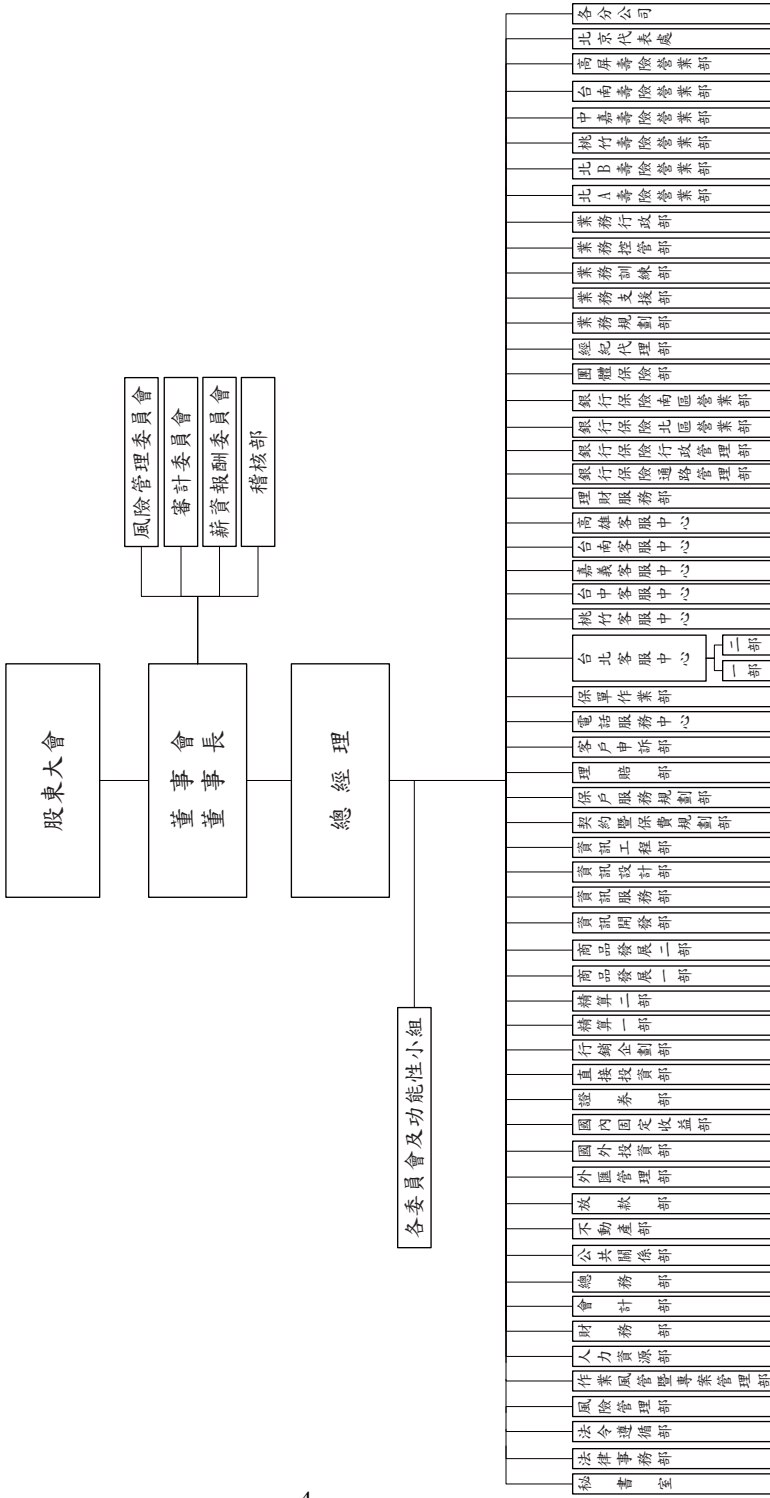 股東大會
董事會
董事長
總經理
風險管理委員會
審計委員會
薪資報酬委員會
稽核部
各委員會及功能性小組
秘書室
法律事務部
法令遵循部
風險管理部
作業風管暨專案管理部
人力資源部
財務部
會計部
總務部
公共關係部
不動產部
放款部
外匯管理部
國外投資部
國內固定收益部
證券部
直接投資部
行銷企劃部
精算一部
精算二部
商品發展一部
商品發展二部
資訊開發部
資訊服務部
資訊設計部
資訊工程部
契約暨保費規劃部
保戶服務規劃部
理賠部
客戶申訴部
電話服務中心
保單作業部
台北客服中心
一部
二部
桃竹客服中心
台中客服中心
嘉義客服中心
台南客服中心
高雄客服中心
理財服務部
銀行保險通路管理部
銀行保險行政管理部
銀行保險北區營業部
銀行保險南區營業部
團體保險部
經紀代理部
業務規劃部
業務支援部
業務訓練部
業務控管部
業務行政部
北A壽險營業部
北B壽險營業部
桃竹壽險營業部
中嘉壽險營業部
台南壽險營業部
高屏壽險營業部
北京代表處
各分公司
4